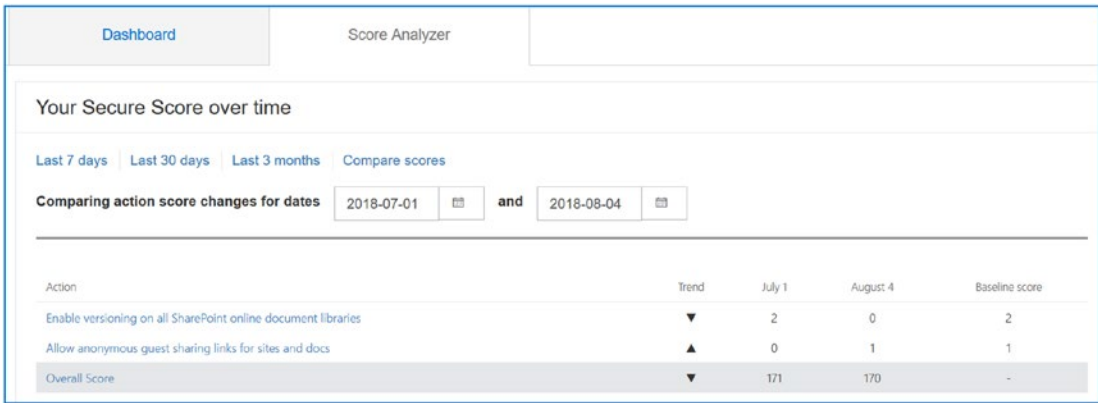 Dashboard Score Analyzer
Your Secure Score over time
Last 7 days Last 30 days Last 3 months Compare scores
Comparing action score changes for dates 2018-07-01 and 2018-08-04
Action Trend July 1 August 4 Baseline score
Enable versioning on all SharePoint online document libraries ▼ 2 0 2
Allow anonymous guest sharing links for sites and docs ▲ 0 1 1
Overall Score ▼ 171 170 -